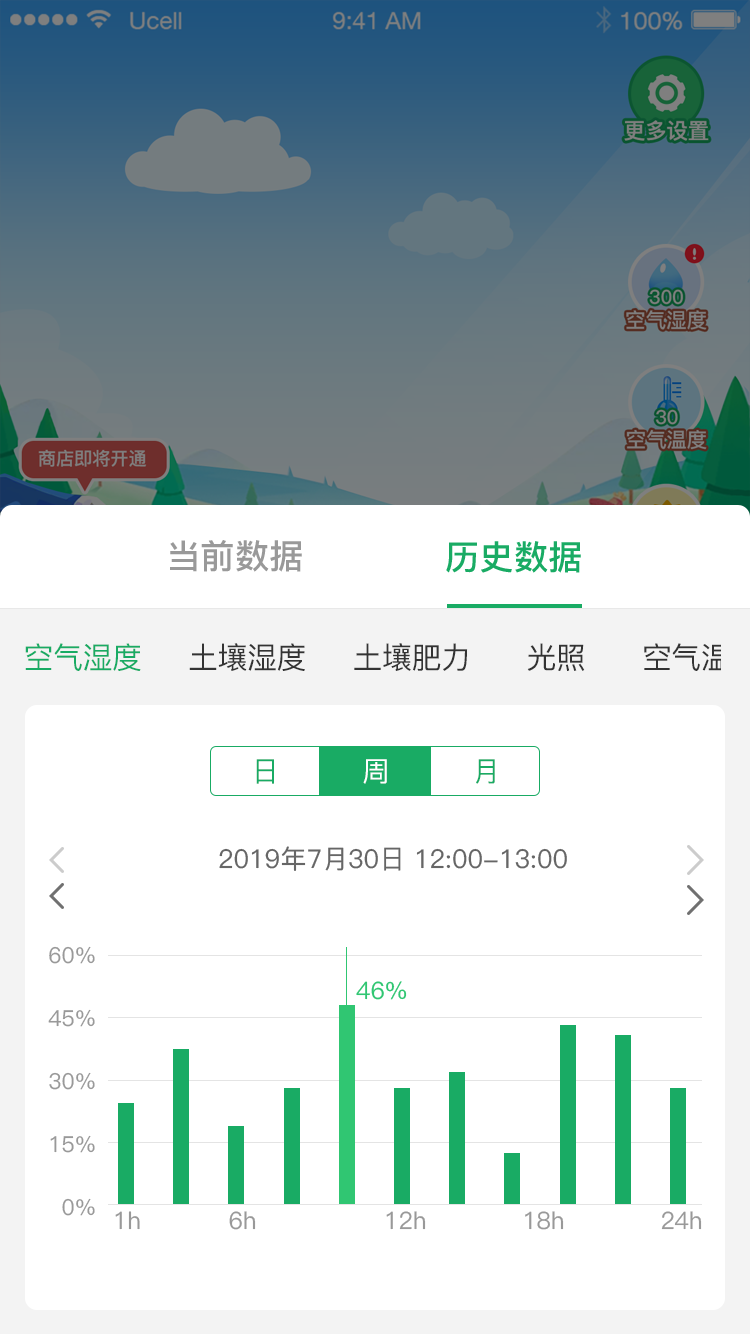 Ucell 9:41 AM 100%
更多设置
300
空气湿度
30
空气温度
商店即将开通
当前数据 历史数据
空气湿度 土壤湿度 土壤肥力 光照 空气温
日 周 月
2019年7月30日 12:00-13:00
60%
46%
45%
30%
15%
0%
1h 6h 12h 18h 24h